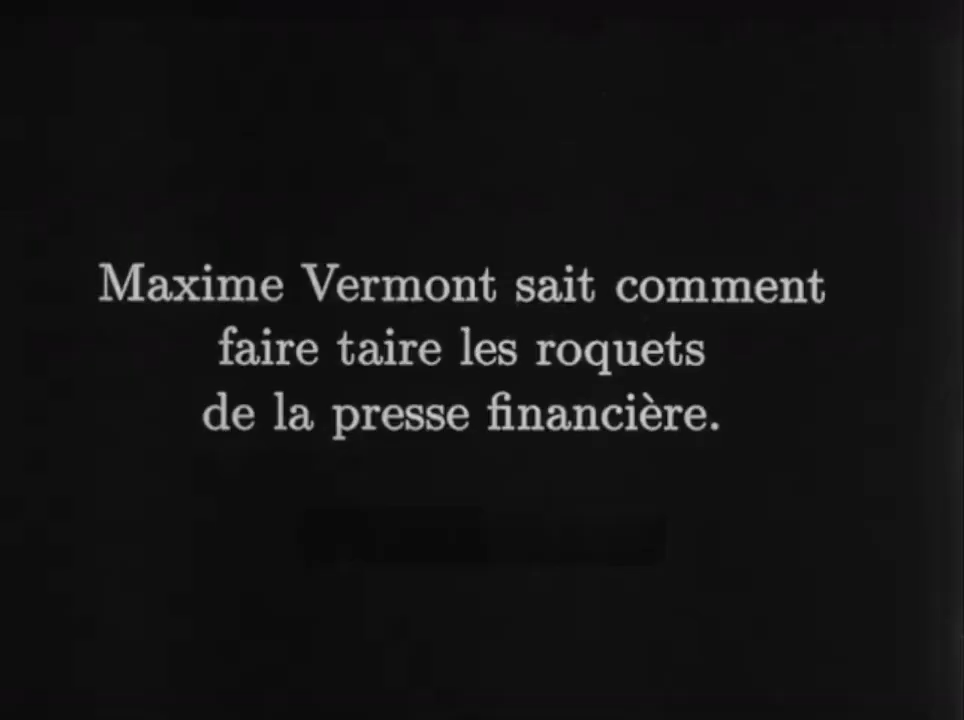 Maxime Vermont sait comment
faire taire les roquets
de la presse financière.